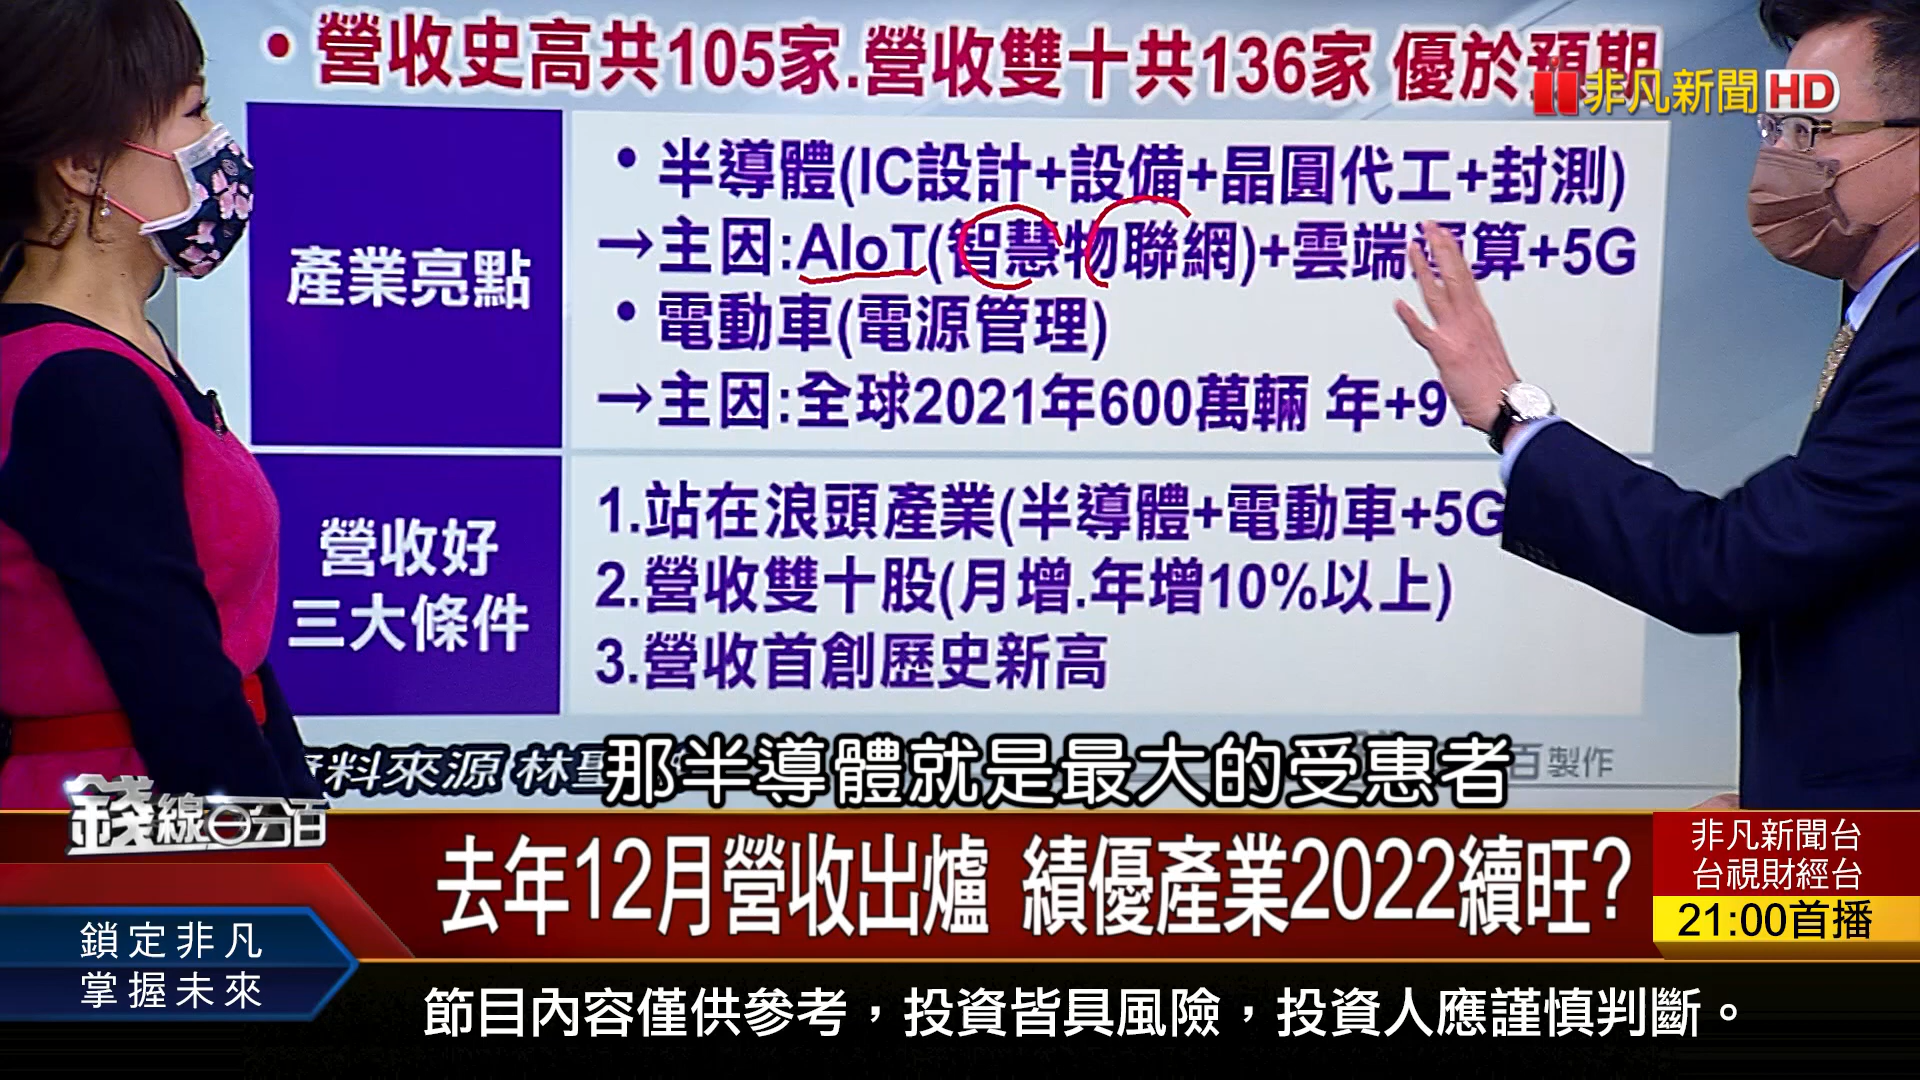 •營收史高共105家.營收雙十共136家 優於預期
非凡新聞HD
產業亮點
•半導體(IC設計+設備+晶圓代工+封測)
→主因:AIoT(智慧物聯網)+雲端運算+5G
•電動車(電源管理)
→主因:全球2021年600萬輛 年+9
營收好
三大條件
1.站在浪頭產業(半導體+電動車+5G
2.營收雙十股(月增.年增10%以上)
3.營收首創歷史新高
資料來源 林
百製作
那半導體就是最大的受惠者
錢線百分百
去年12月營收出爐 績優產業2022續旺?
非凡新聞台
台視財經台
21:00首播
鎖定非凡
掌握未來
節目內容僅供參考，投資皆具風險，投資人應謹慎判斷。